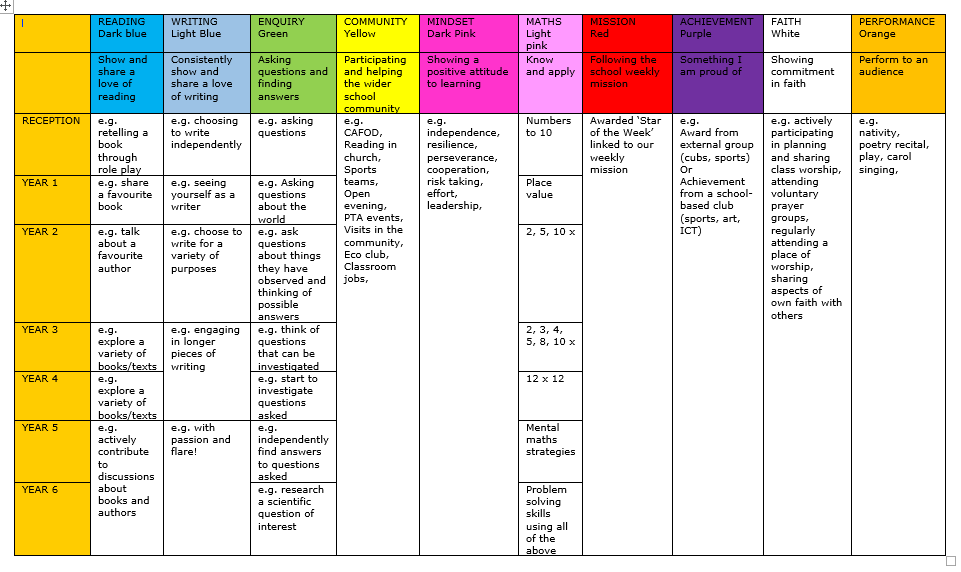 READING
Dark blue
WRITING
Light Blue
ENQUIRY
Green
COMMUNITY
Yellow
MINDSET
Dark Pink
MATHS
Light
pink
MISSION
Red
ACHIEVEMENT
Purple
FAITH
White
PERFORMANCE
Orange
Show and
share a
love of
reading
Consistently
show and
share a love
of writing
Asking
questions and
finding
answers
Participating
and helping
the wider
school
community
Showing a
positive attitude
to learning
Know
and apply
Following the
school weekly
mission
Something I
am proud of
Showing
commitment
in faith
Perform to an
audience
RECEPTION
e.g.
retelling a
book
through
role play
e.g. choosing
to write
independently
e.g. asking
questions
e.g.
CAFOD,
Reading in
church,
Sports
teams,
Open
evening,
PTA events,
Visits in the
community,
Eco club,
Classroom
jobs,
e.g.
independence,
resilience,
perseverance,
cooperation,
risk taking,
effort,
leadership,
Numbers
to 10
Awarded ‘Star
of the Week’
linked to our
weekly
mission
e.g.
Award from
external group
(cubs, sports)
Or
Achievement
from a school-
based club
(sports, art,
ICT)
e.g. actively
participating
in planning
and sharing
class worship,
attending
voluntary
prayer
groups,
regularly
attending a
place of
worship,
sharing
aspects of
own faith with
others
e.g.
nativity,
poetry recital,
play, carol
singing,
YEAR 1
e.g. share
a favourite
book
e.g. seeing
yourself as a
writer
e.g. Asking
questions
about the
world
Place
value
YEAR 2
e.g. talk
about a
favourite
author
e.g. choose to
write for a
variety of
purposes
e.g. ask
questions
about things
they have
observed and
thinking of
possible
answers
2, 5, 10 x
YEAR 3
e.g.
explore a
variety of
books/texts
e.g. engaging
in longer
pieces of
writing
e.g. think of
questions
that can be
investigated
2, 3, 4,
5, 8, 10 x
YEAR 4
e.g.
explore a
variety of
books/texts
e.g. start to
investigate
questions
asked
12 x 12
YEAR 5
e.g.
actively
contribute
to
discussions
about
books and
authors
e.g. with
passion and
flare!
e.g.
independently
find answers
to questions
asked
Mental
maths
strategies
YEAR 6
e.g. research
a scientific
question of
interest
Problem
solving
skills
using all
of the
above